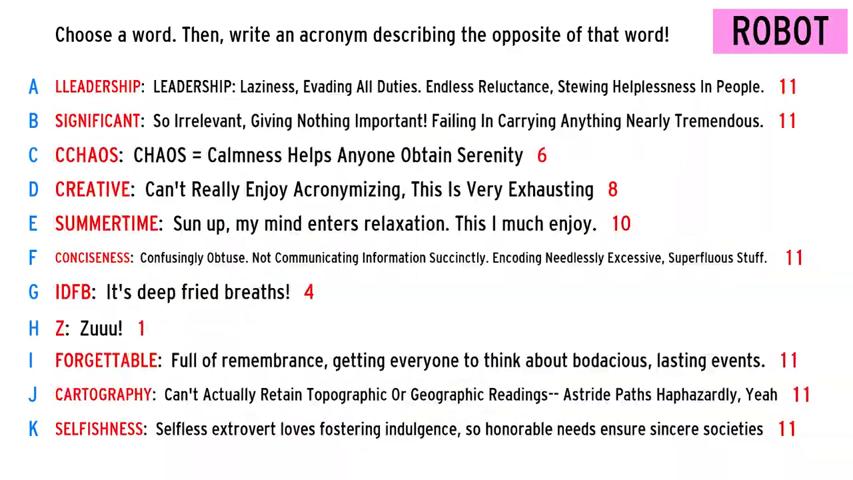 Choose a word. Then, write an acronym describing the opposite of that word!
ROBOT
A LLEADERSHIP: LEADERSHIP: Laziness, Evading All Duties. Endless Reluctance, Stewing Helplessness In People. 11
B SIGNIFICANT: So Irrelevant, Giving Nothing Important! Failing In Carrying Anything Nearly Tremendous. 11
C CCHAOS: CHAOS = Calmness Helps Anyone Obtain Serenity 6
D CREATIVE: Can't Really Enjoy Acronymizing, This Is Very Exhausting 8
E SUMMERTIME: Sun up, my mind enters relaxation. This I much enjoy. 10
F CONCISENESS: Confusingly Obtuse. Not Communicating Information Succinctly. Encoding Needlessly Excessive, Superfluous Stuff. 11
G IDFB: It's deep fried breaths! 4
H Z: Zuuu! 1
I FORGETTABLE: Full of remembrance, getting everyone to think about bodacious, lasting events. 11
J CARTOGRAPHY: Can't Actually Retain Topographic Or Geographic Readings-- Astride Paths Haphazardly, Yeah 11
K SELFISHNESS: Selfless extrovert loves fostering indulgence, so honorable needs ensure sincere societies 11